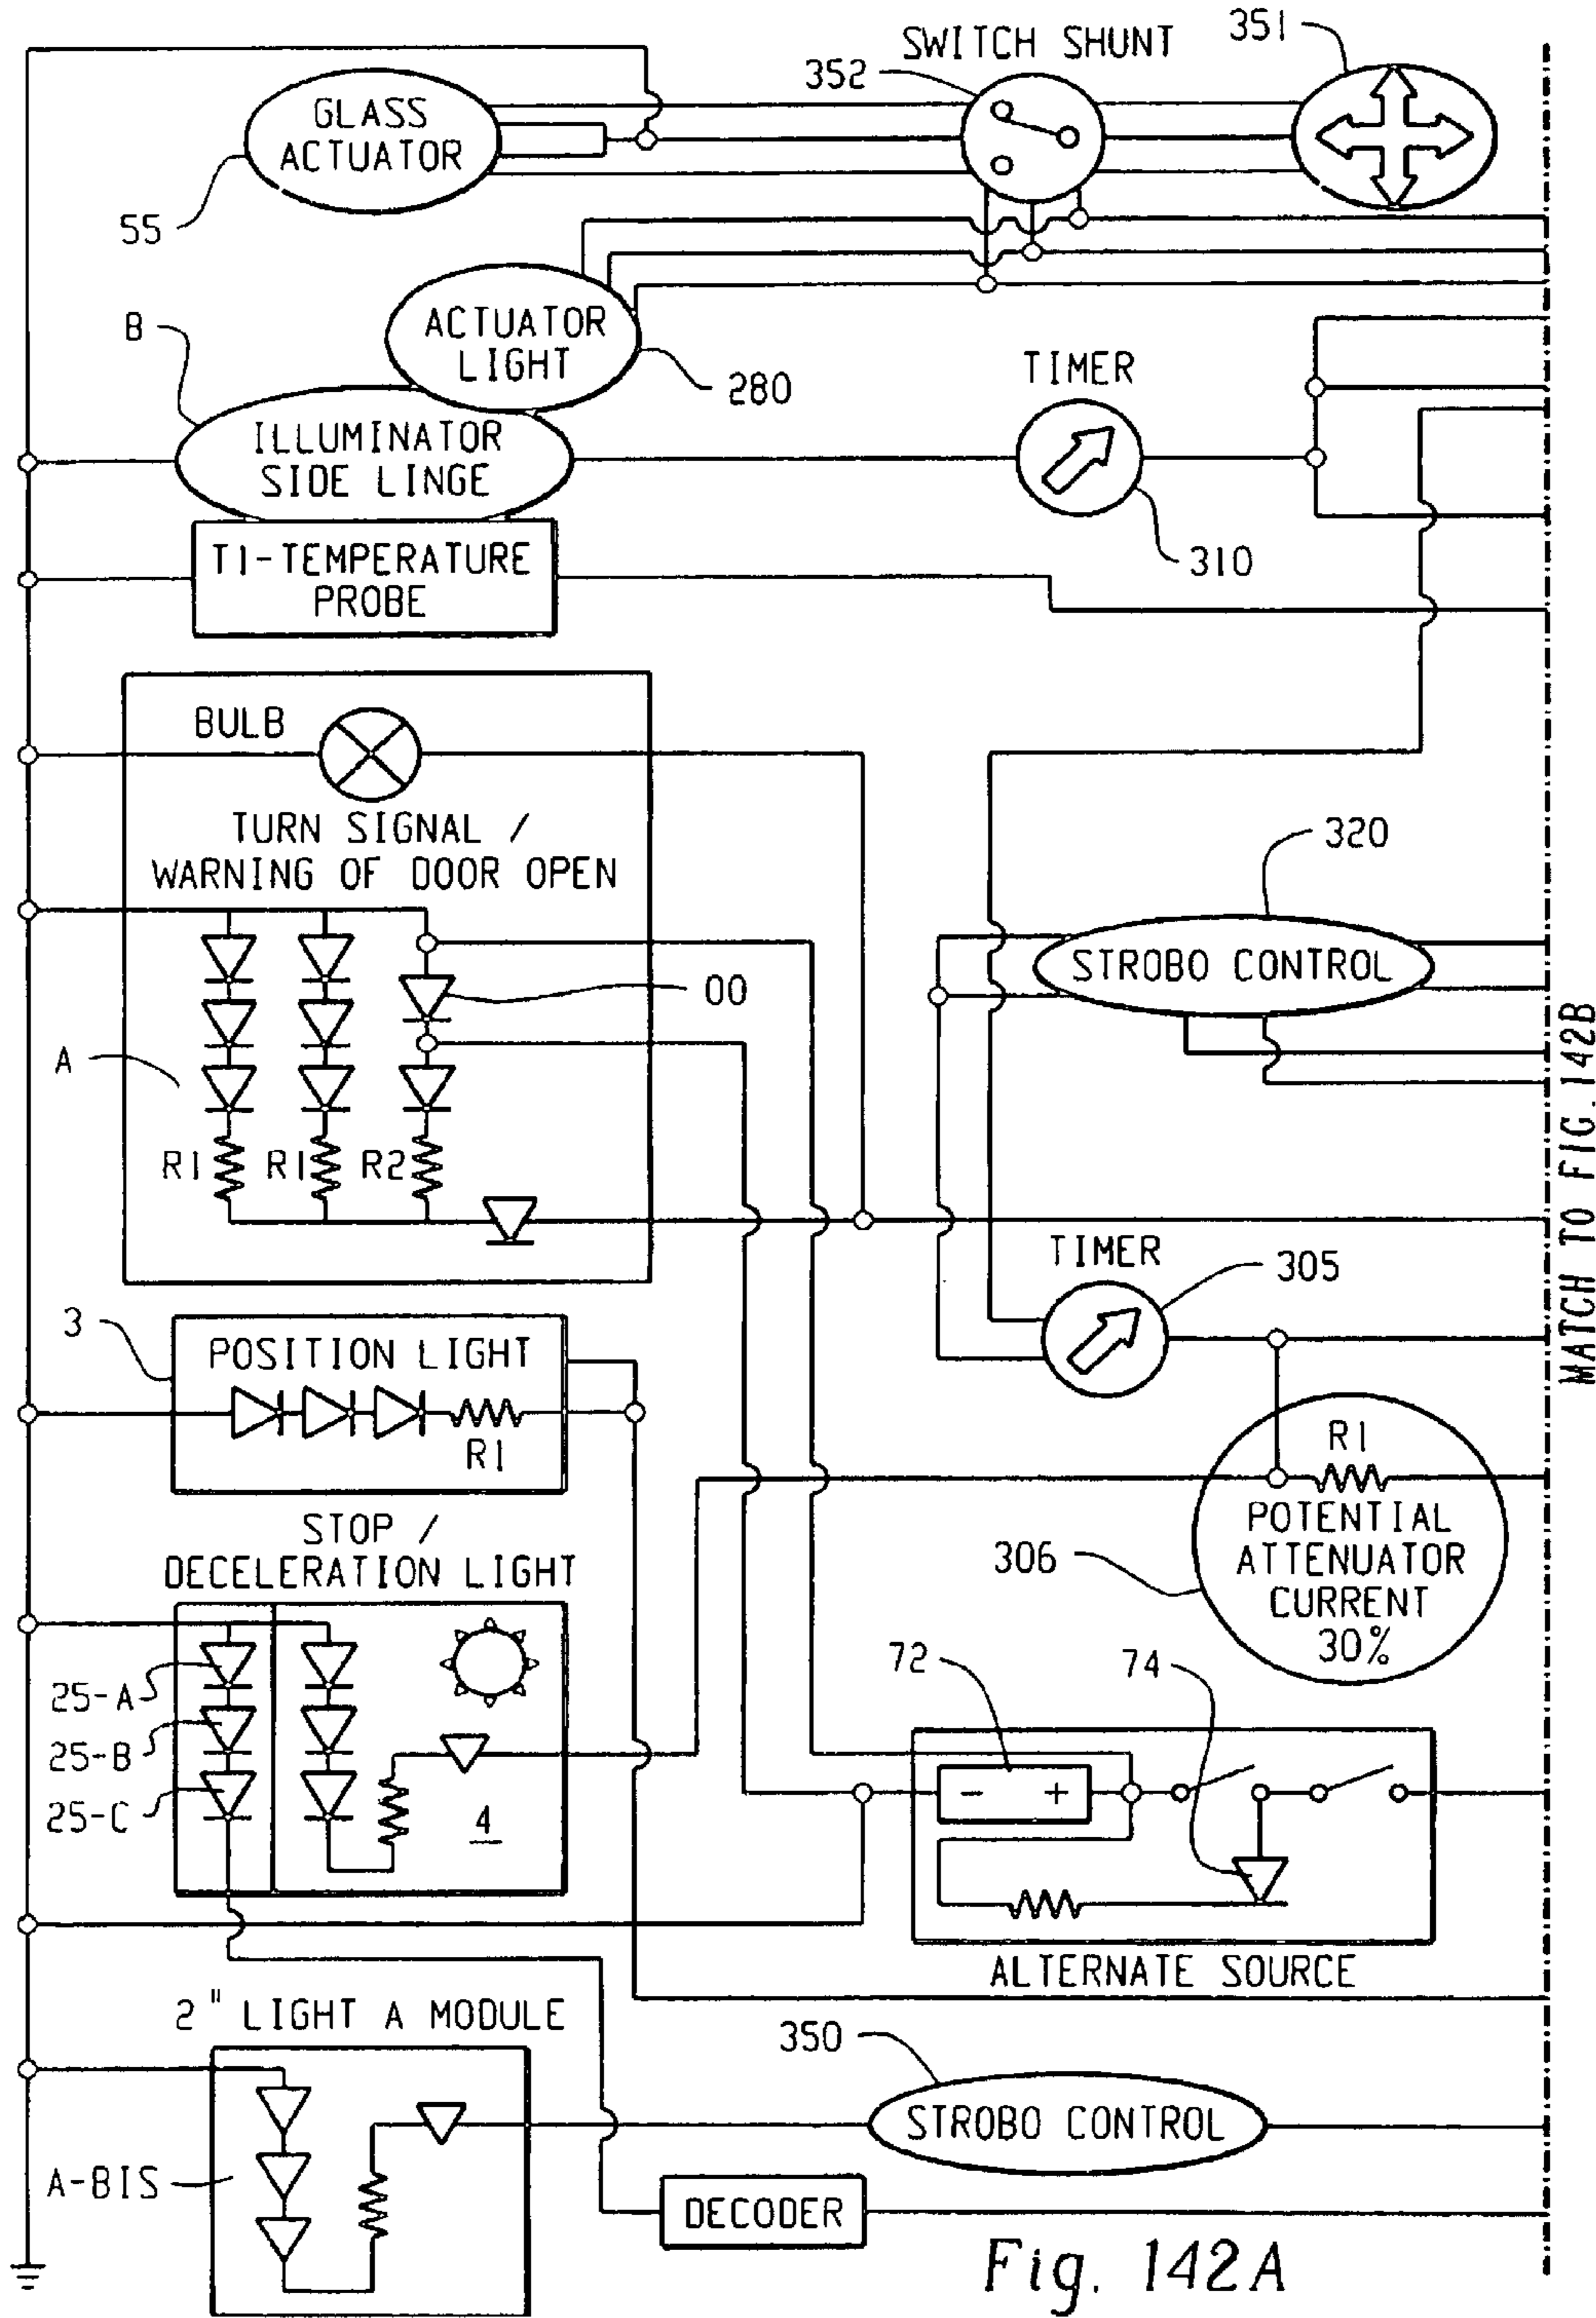 SWITCH SHUNT
351
352
GLASS
ACTUATOR
55
B
ACTUATOR
LIGHT
280
TIMER
ILLUMINATOR
SIDE LINGE
310
T1-TEMPERATURE
PROBE
BULB
TURN SIGNAL /
WARNING OF DOOR OPEN
320
STROBO CONTROL
00
A
R1
R1
R2
TIMER
305
3
POSITION LIGHT
R1
R1
POTENTIAL
ATTENUATOR
CURRENT
30%
306
STOP /
DECELERATION LIGHT
72
74
25-A
25-B
25-C
4
- +
ALTERNATE SOURCE
2" LIGHT A MODULE
350
STROBO CONTROL
A-BIS
DECODER
MATCH TO FIG.142B
Fig. 142A